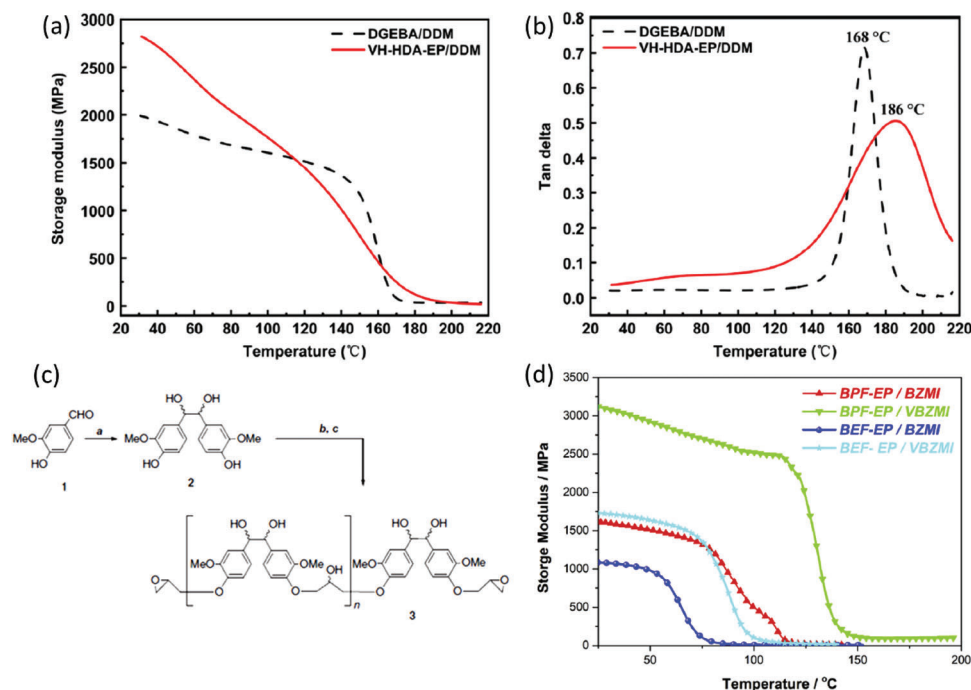 (a)
3000
2500
2000
1500
1000
500
0
Storage modulus (MPa)
DGEBA/DDM
VH-HDA-EP/DDM
20 40 60 80 100 120 140 160 180 200 220
Temperature (℃)
(b)
0.8
0.7
0.6
0.5
0.4
0.3
0.2
0.1
0.0
Tan delta
DGEBA/DDM
VH-HDA-EP/DDM
168 °C
186 °C
20 40 60 80 100 120 140 160 180 200 220
Temperature (℃)
(c)
CHO
MeO
HO
1
a
HO OH
MeO OMe
HO OH
2
b, c
HO OH
MeO OMe
OH
O O
n
HO OH
MeO OMe
O O
O O
3
(d)
3500
3000
2500
2000
1500
1000
500
0
Storge Modulus / MPa
BPF-EP / BZMI
BPF-EP / VBZMI
BEF-EP / BZMI
BEF- EP / VBZMI
50 100 150 200
Temperature / °C